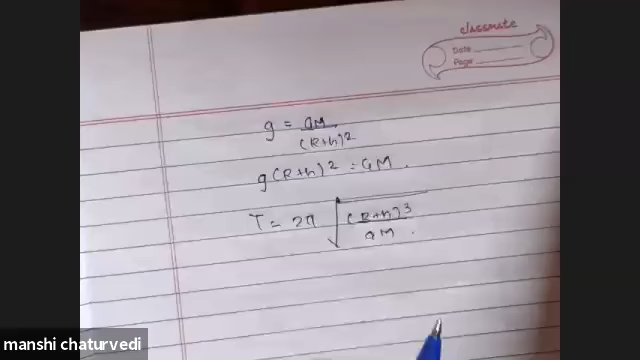 classmate
Date
Page
g = GM / (R+h)2
g(R+h)2 = GM.
T = 2π √(R+h)3 / GM.
manshi chaturvedi